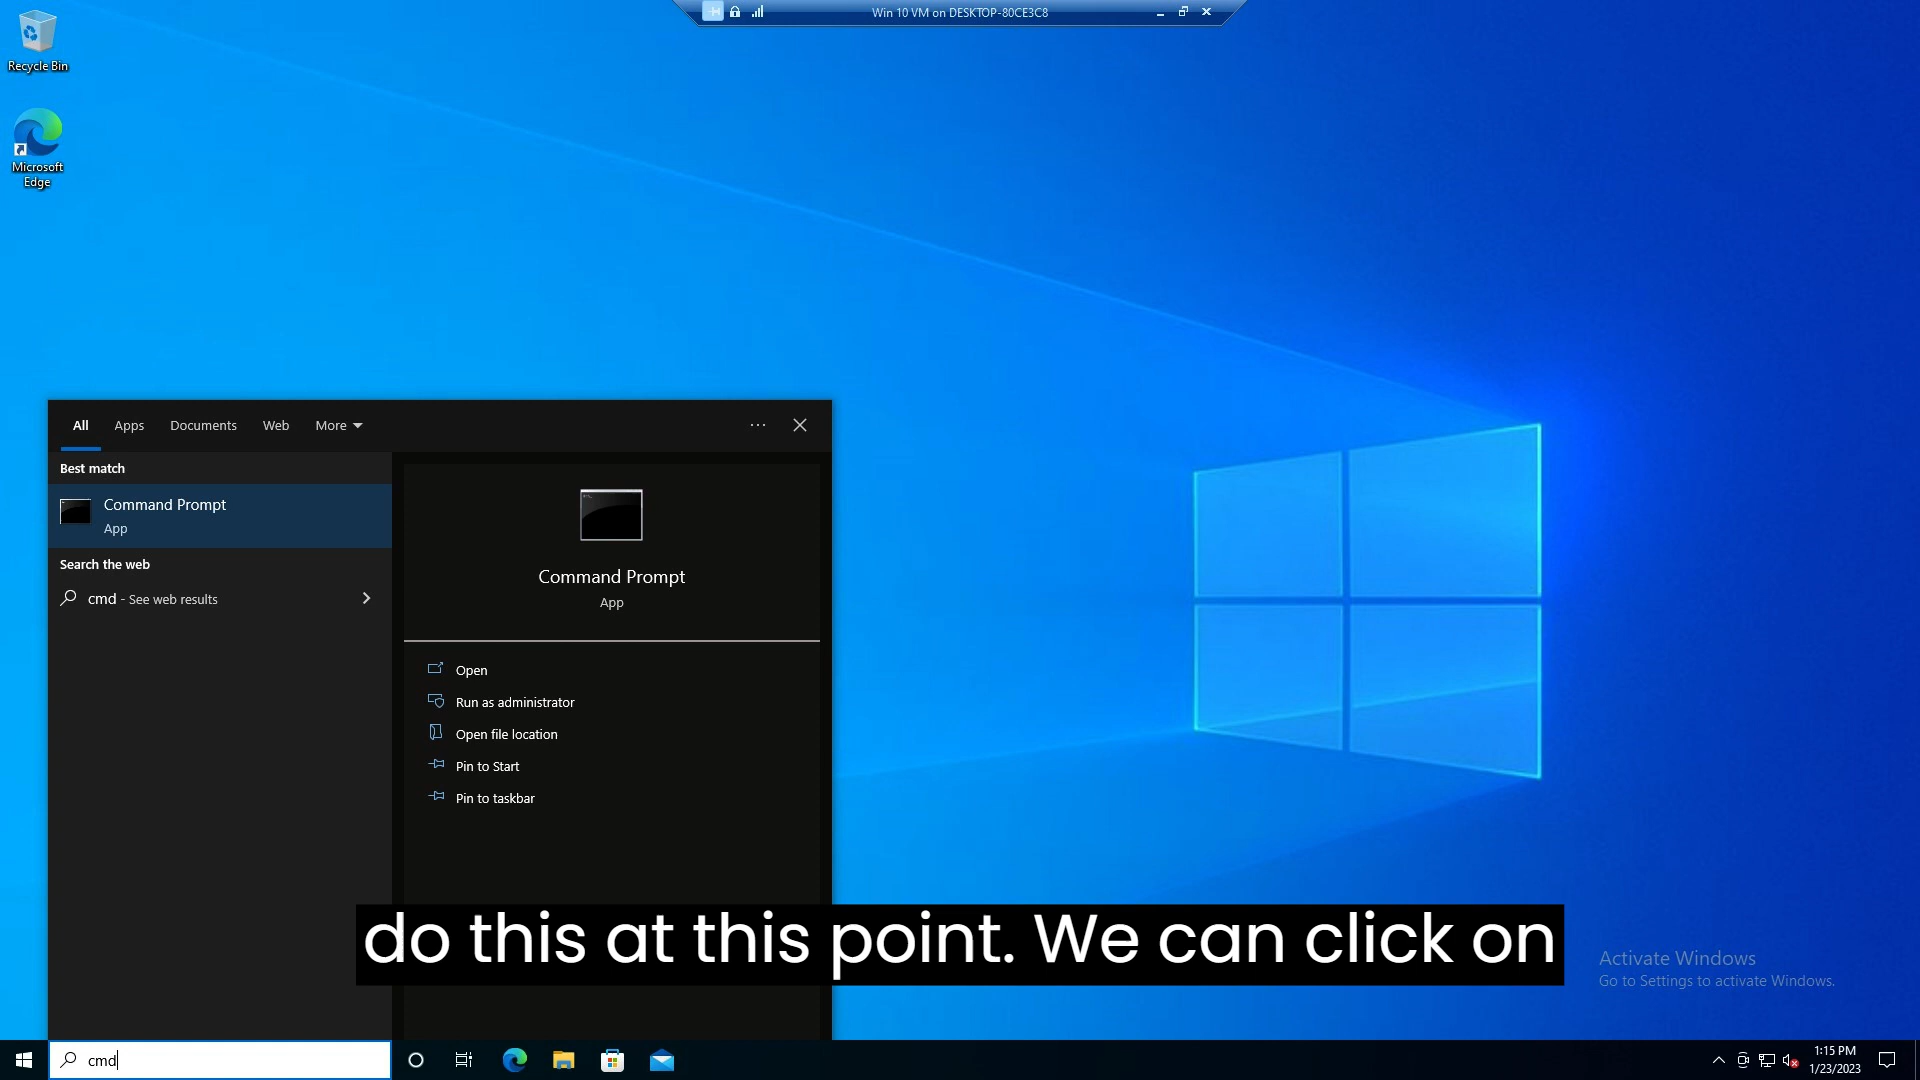 Win 10 VM on DESKTOP-80CE3C8
Recycle Bin
Microsoft
Edge
All Apps Documents Web More
Best match
Command Prompt
App
Search the web
cmd - See web results
Command Prompt
App
Open
Run as administrator
Open file location
Pin to Start
Pin to taskbar
do this at this point. We can click on
Activate Windows
Go to Settings to activate Windows.
cmd
1:15 PM
1/23/2023